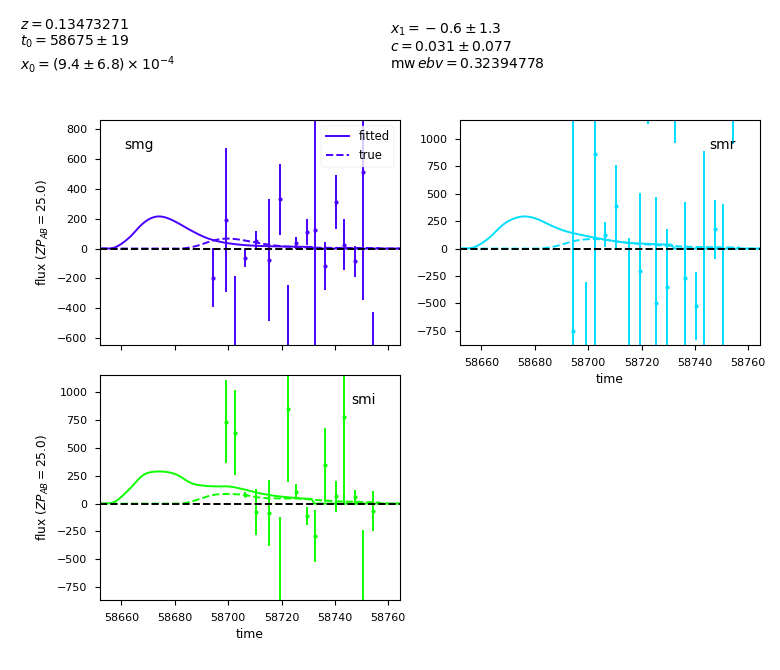 z = 0.13473271
t₀ = 58675 ± 19
x₀ = (9.4 ± 6.8) × 10⁻⁴
x₁ = −0.6 ± 1.3
c = 0.031 ± 0.077
mw ebv = 0.32394778
smg
fitted
true
800
600
400
200
0
−200
−400
−600
flux (ZP_AB = 25.0)
smr
1000
750
500
250
0
−250
−500
−750
58660 58680 58700 58720 58740 58760
time
smi
1000
750
500
250
0
−250
−500
−750
flux (ZP_AB = 25.0)
58660 58680 58700 58720 58740 58760
time